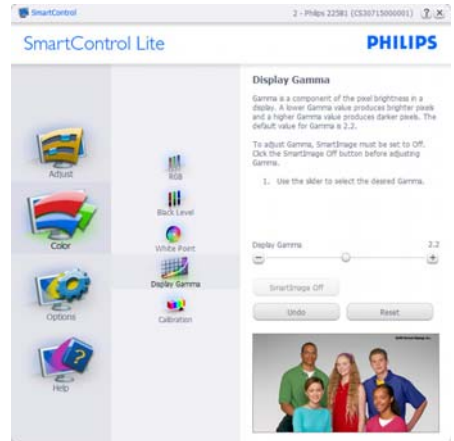 SmartControl
2 - Philips 225B1 (CS30715000001)
SmartControl Lite
PHILIPS
Adjust
Color
Options
Help
RGB
Black Level
White Point
Display Gamma
Calibration
Display Gamma
Gamma is a component of the pixel brightness in a
display. A lower Gamma value produces brighter pixels
and a higher Gamma value produces darker pixels. The
default value for Gamma is 2.2.
To adjust Gamma, SmartImage must be set to Off.
Click the SmartImage Off button before adjusting
Gamma.
1. Use the slider to select the desired Gamma.
Display Gamma 2.2
SmartImage Off
Undo Reset